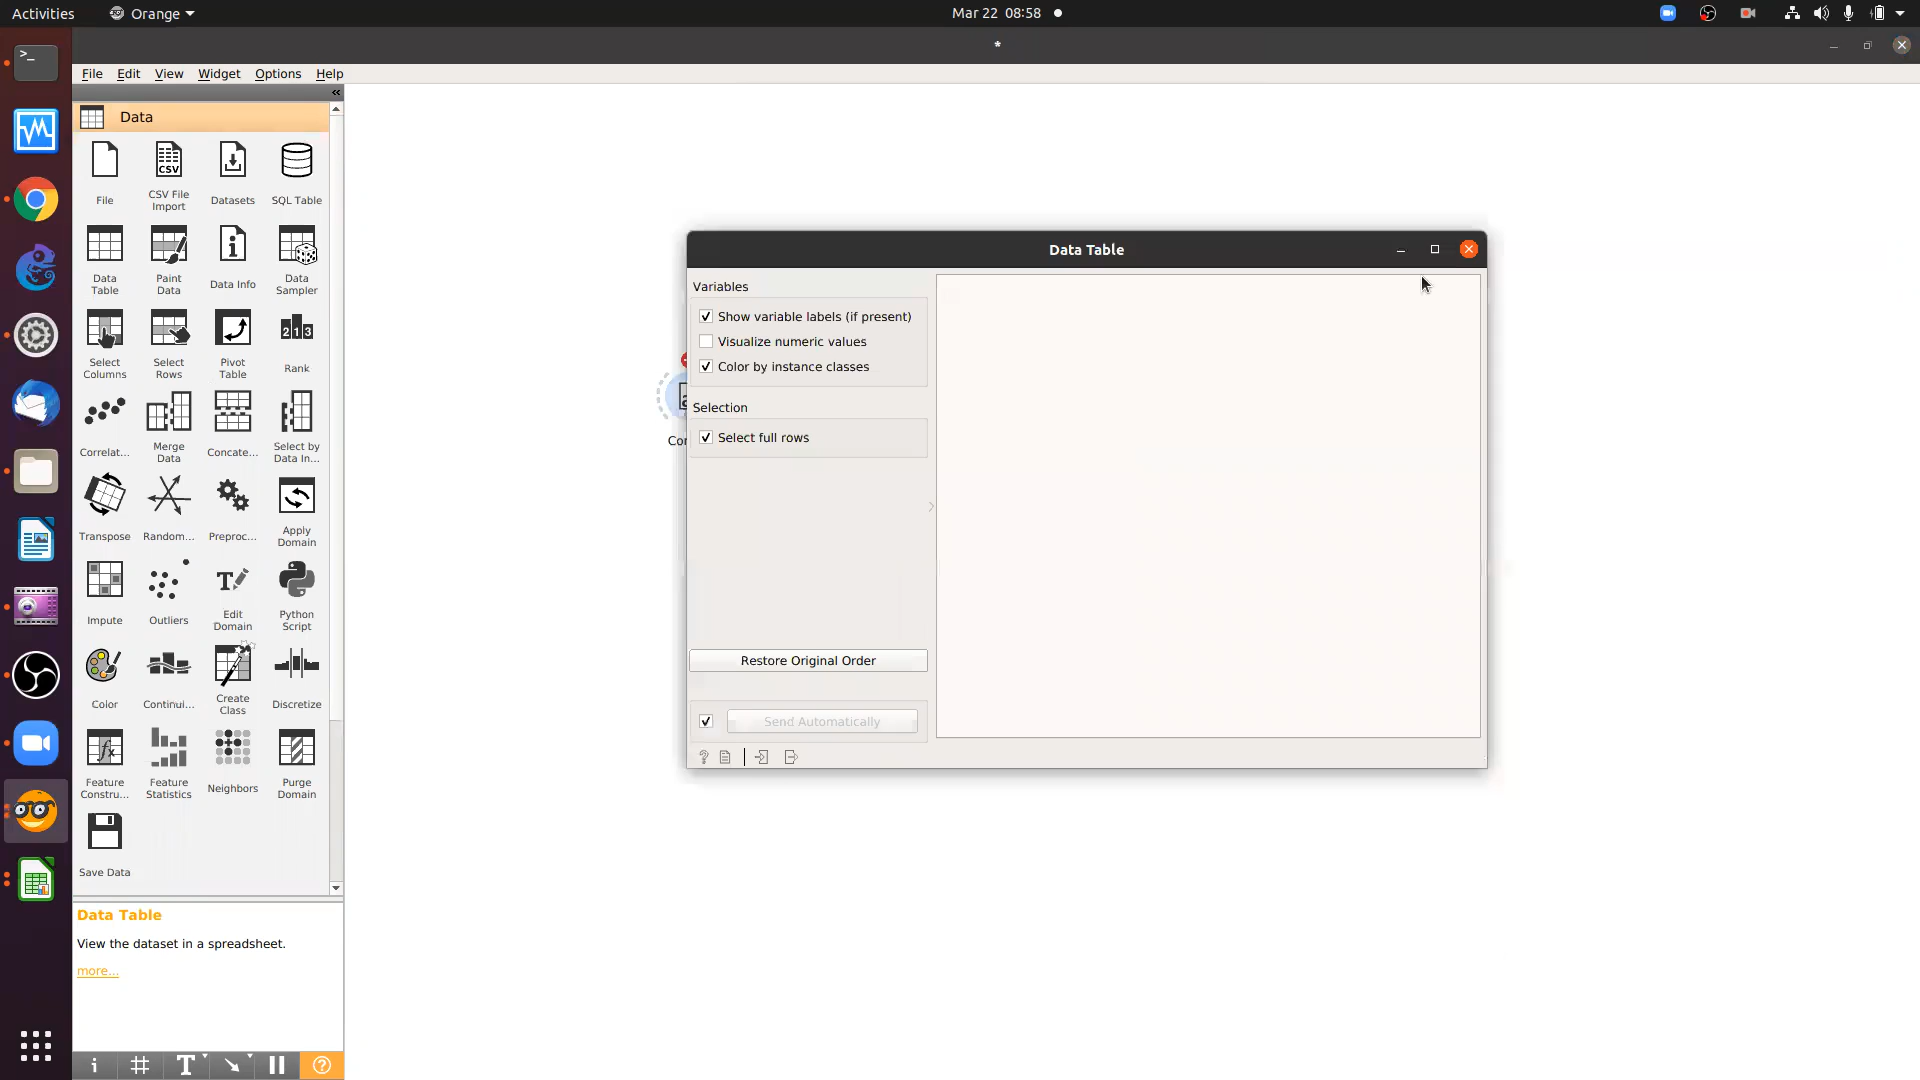 Activities
Orange
Mar 22 08:58
*
File Edit View Widget Options Help
Data
File
CSV File
Import
Datasets
SQL Table
Data
Table
Paint
Data
Data Info
Data
Sampler
Select
Columns
Select
Rows
Pivot
Table
Rank
Correlat...
Merge
Data
Concate...
Select by
Data In...
Transpose
Random...
Preproc...
Apply
Domain
Impute
Outliers
Edit
Domain
Python
Script
Color
Continui...
Create
Class
Discretize
Feature
Constru...
Feature
Statistics
Neighbors
Purge
Domain
Save Data
Data Table
View the dataset in a spreadsheet.
more...
Cor
Data Table
Variables
Show variable labels (if present)
Visualize numeric values
Color by instance classes
Selection
Select full rows
Restore Original Order
Send Automatically